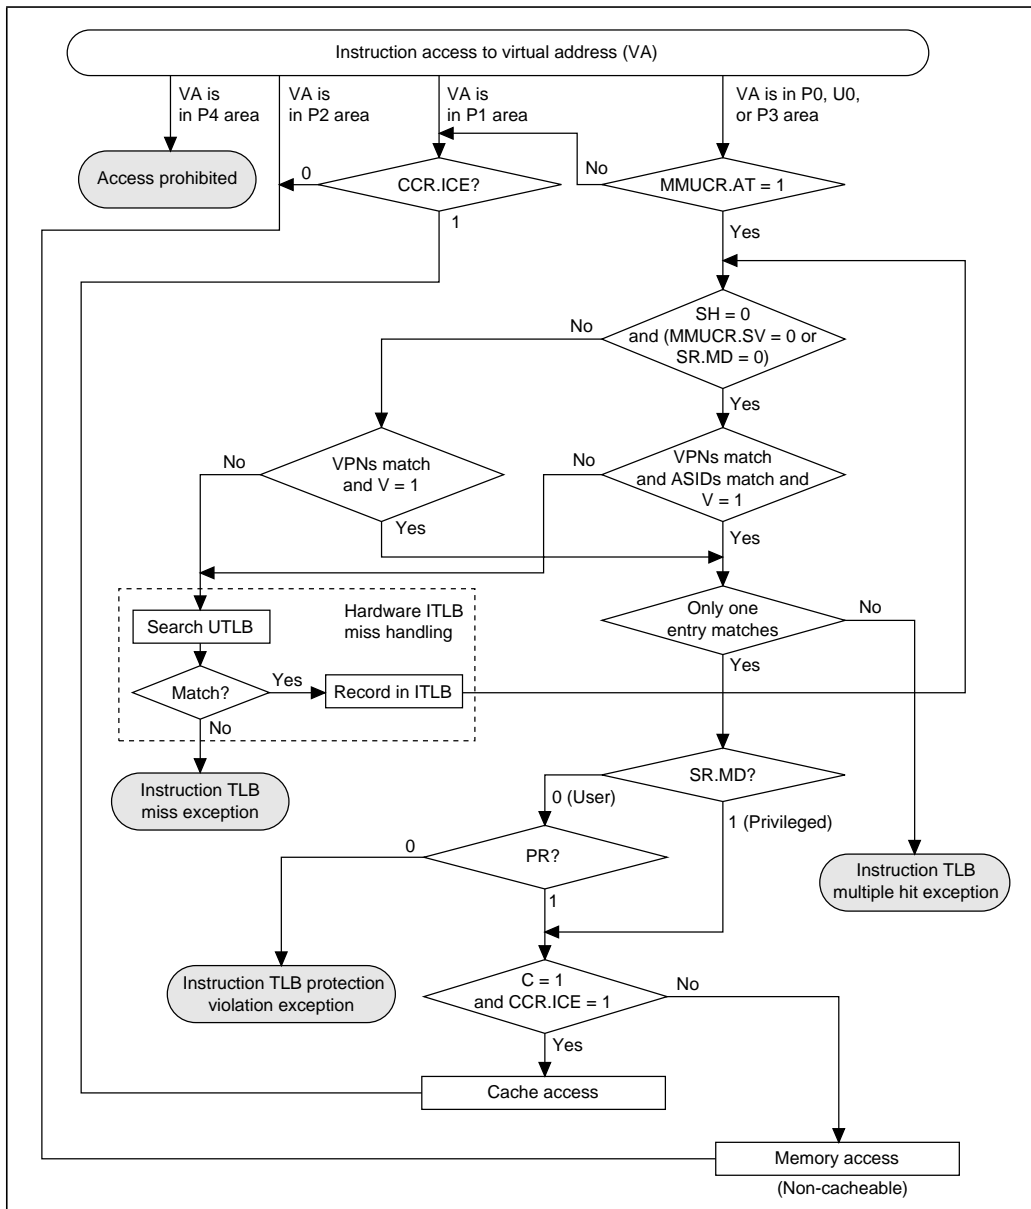 Instruction access to virtual address (VA)
VA is
in P4 area
VA is
in P2 area
VA is
in P1 area
VA is in P0, U0,
or P3 area
Access prohibited
0
CCR.ICE?
1
No
MMUCR.AT = 1
Yes
SH = 0
and (MMUCR.SV = 0 or
SR.MD = 0)
No
Yes
No
VPNs match
and V = 1
Yes
No
VPNs match
and ASIDs match and
V = 1
Yes
Hardware ITLB
miss handling
Search UTLB
Match?
Yes
Record in ITLB
No
Only one
entry matches
No
Yes
Instruction TLB
miss exception
SR.MD?
0 (User)
1 (Privileged)
0
PR?
1
Instruction TLB
multiple hit exception
Instruction TLB protection
violation exception
C = 1
and CCR.ICE = 1
No
Yes
Cache access
Memory access
(Non-cacheable)